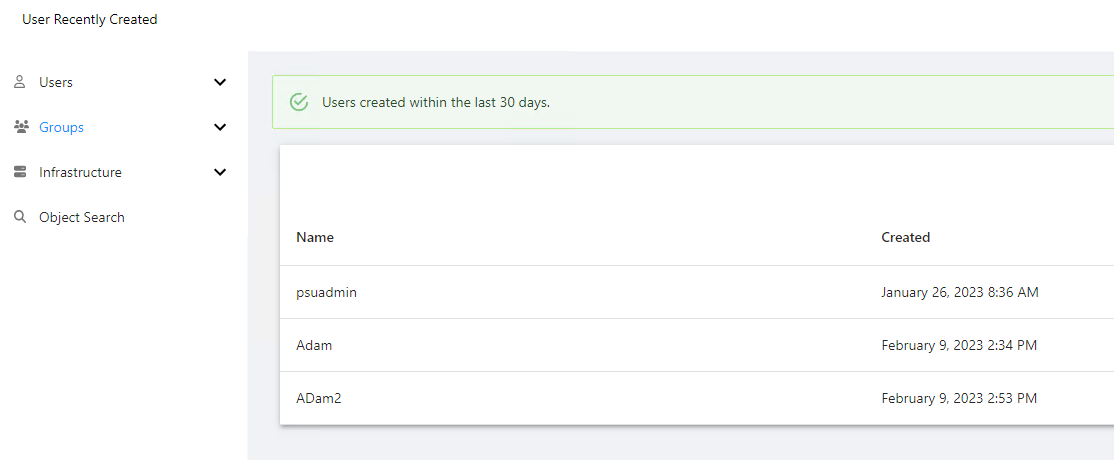 User Recently Created
Users
Groups
Infrastructure
Object Search
Users created within the last 30 days.
Name Created
psuadmin January 26, 2023 8:36 AM
Adam February 9, 2023 2:34 PM
ADam2 February 9, 2023 2:53 PM